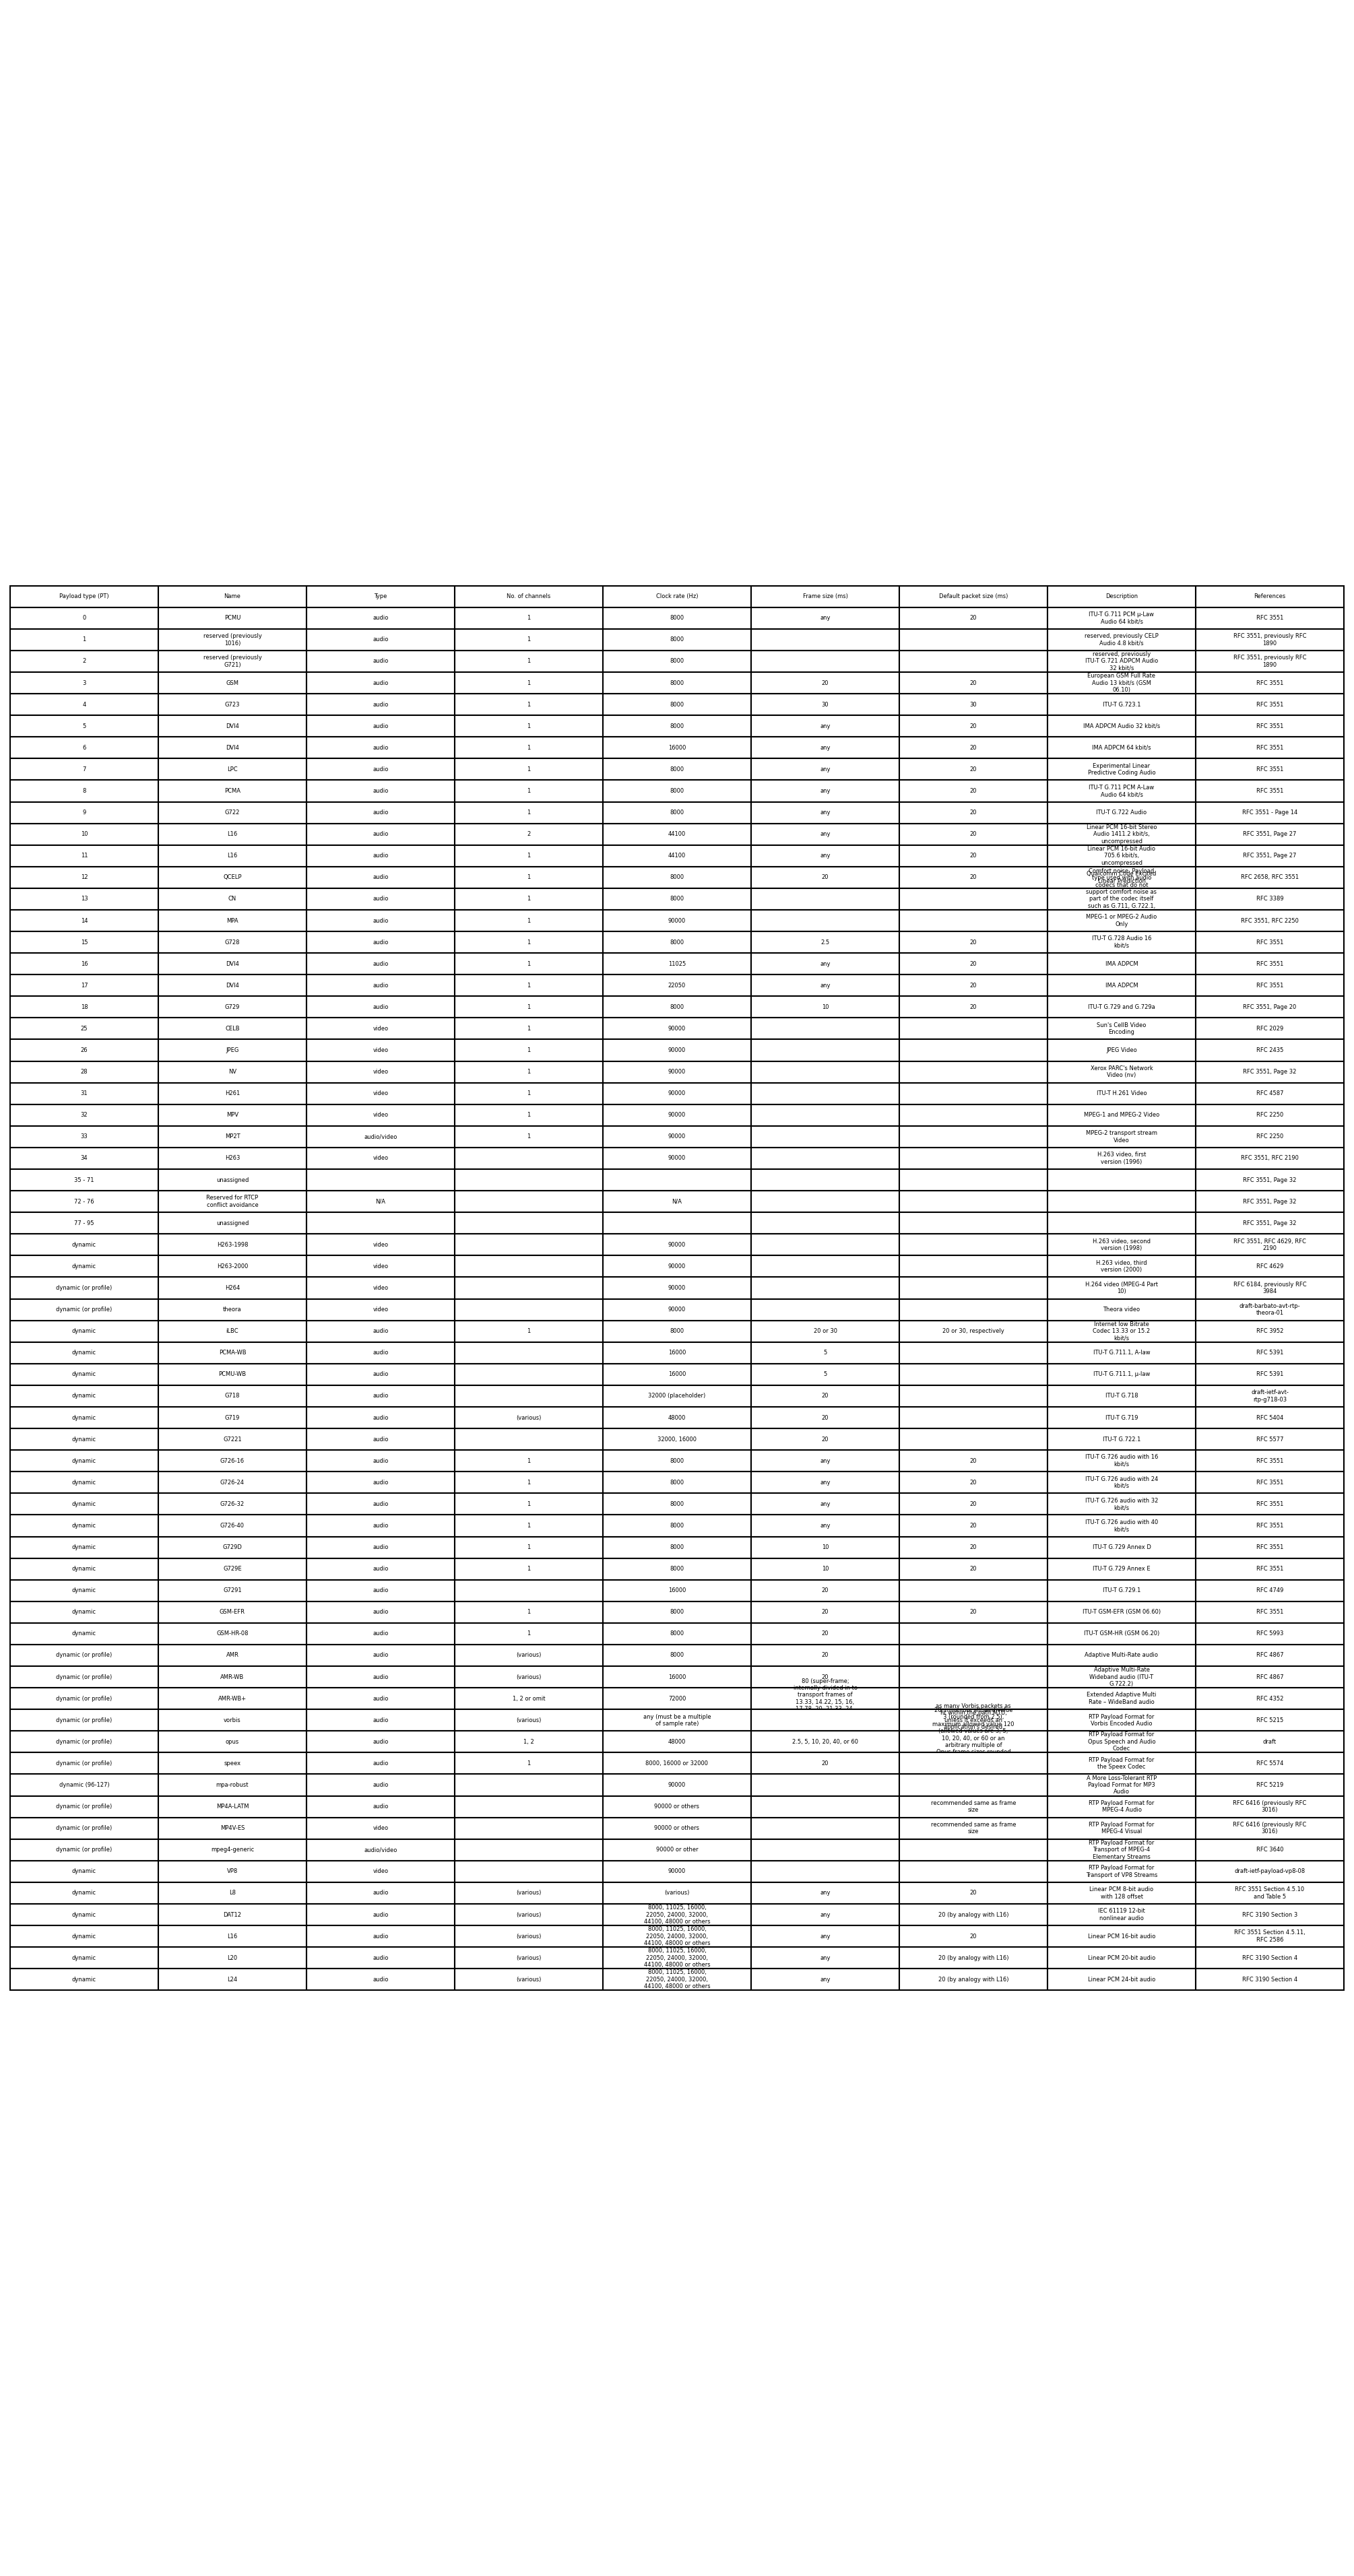 Payload type (PT) Name Type No. of channels Clock rate (Hz) Frame size (ms) Default packet size (ms) Description References
0 PCMU audio 1 8000 any 20 ITU-T G.711 PCM µ-Law Audio 64 kbit/s RFC 3551
1 reserved (previously 1016) audio 1 8000 reserved, previously CELP Audio 4.8 kbit/s RFC 3551, previously RFC 1890
2 reserved (previously G721) audio 1 8000 reserved, previously ITU-T G.721 ADPCM Audio 32 kbit/s RFC 3551, previously RFC 1890
3 GSM audio 1 8000 20 20 European GSM Full Rate Audio 13 kbit/s (GSM 06.10) RFC 3551
4 G723 audio 1 8000 30 30 ITU-T G.723.1 RFC 3551
5 DVI4 audio 1 8000 any 20 IMA ADPCM Audio 32 kbit/s RFC 3551
6 DVI4 audio 1 16000 any 20 IMA ADPCM 64 kbit/s RFC 3551
7 LPC audio 1 8000 any 20 Experimental Linear Predictive Coding Audio RFC 3551
8 PCMA audio 1 8000 any 20 ITU-T G.711 PCM A-Law Audio 64 kbit/s RFC 3551
9 G722 audio 1 8000 any 20 ITU-T G.722 Audio RFC 3551 - Page 14
10 L16 audio 2 44100 any 20 Linear PCM 16-bit Stereo Audio 1411.2 kbit/s, uncompressed RFC 3551, Page 27
11 L16 audio 1 44100 any 20 Linear PCM 16-bit Audio 705.6 kbit/s, uncompressed RFC 3551, Page 27
12 QCELP audio 1 8000 20 20 RFC 2658, RFC 3551
13 CN audio 1 8000 codecs that do not support comfort noise as part of the codec itself such as G.711, G.722.1, RFC 3389
14 MPA audio 1 90000 MPEG-1 or MPEG-2 Audio Only RFC 3551, RFC 2250
15 G728 audio 1 8000 2.5 20 ITU-T G.728 Audio 16 kbit/s RFC 3551
16 DVI4 audio 1 11025 any 20 IMA ADPCM RFC 3551
17 DVI4 audio 1 22050 any 20 IMA ADPCM RFC 3551
18 G729 audio 1 8000 10 20 ITU-T G.729 and G.729a RFC 3551, Page 20
25 CELB video 1 90000 Sun's CellB Video Encoding RFC 2029
26 JPEG video 1 90000 JPEG Video RFC 2435
28 NV video 1 90000 Xerox PARC's Network Video (nv) RFC 3551, Page 32
31 H261 video 1 90000 ITU-T H.261 Video RFC 4587
32 MPV video 1 90000 MPEG-1 and MPEG-2 Video RFC 2250
33 MP2T audio/video 1 90000 MPEG-2 transport stream Video RFC 2250
34 H263 video 90000 H.263 video, first version (1996) RFC 3551, RFC 2190
35 - 71 unassigned RFC 3551, Page 32
72 - 76 Reserved for RTCP conflict avoidance N/A N/A RFC 3551, Page 32
77 - 95 unassigned RFC 3551, Page 32
dynamic H263-1998 video 90000 H.263 video, second version (1998) RFC 3551, RFC 4629, RFC 2190
dynamic H263-2000 video 90000 H.263 video, third version (2000) RFC 4629
dynamic (or profile) H264 video 90000 H.264 video (MPEG-4 Part 10) RFC 6184, previously RFC 3984
dynamic (or profile) theora video 90000 Theora video draft-barbato-avt-rtp-theora-01
dynamic iLBC audio 1 8000 20 or 30 20 or 30, respectively Internet low Bitrate Codec 13.33 or 15.2 kbit/s RFC 3952
dynamic PCMA-WB audio 16000 5 ITU-T G.711.1, A-law RFC 5391
dynamic PCMU-WB audio 16000 5 ITU-T G.711.1, µ-law RFC 5391
dynamic G718 audio 32000 (placeholder) 20 ITU-T G.718 draft-ietf-avt-rtp-g718-03
dynamic G719 audio (various) 48000 20 ITU-T G.719 RFC 5404
dynamic G7221 audio 32000, 16000 20 ITU-T G.722.1 RFC 5577
dynamic G726-16 audio 1 8000 any 20 ITU-T G.726 audio with 16 kbit/s RFC 3551
dynamic G726-24 audio 1 8000 any 20 ITU-T G.726 audio with 24 kbit/s RFC 3551
dynamic G726-32 audio 1 8000 any 20 ITU-T G.726 audio with 32 kbit/s RFC 3551
dynamic G726-40 audio 1 8000 any 20 ITU-T G.726 audio with 40 kbit/s RFC 3551
dynamic G729D audio 1 8000 10 20 ITU-T G.729 Annex D RFC 3551
dynamic G729E audio 1 8000 10 20 ITU-T G.729 Annex E RFC 3551
dynamic G7291 audio 16000 20 ITU-T G.729.1 RFC 4749
dynamic GSM-EFR audio 1 8000 20 20 ITU-T GSM-EFR (GSM 06.60) RFC 3551
dynamic GSM-HR-08 audio 1 8000 20 ITU-T GSM-HR (GSM 06.20) RFC 5993
dynamic (or profile) AMR audio (various) 8000 20 Adaptive Multi-Rate audio RFC 4867
dynamic (or profile) AMR-WB audio (various) 16000 20 Adaptive Multi-Rate Wideband audio (ITU-T G.722.2) RFC 4867
dynamic (or profile) AMR-WB+ audio 1, 2 or omit 72000 80 (super-frame; internally divided in to transport frames of 13.33, 14.22, 15, 16, Extended Adaptive Multi Rate – WideBand audio RFC 4352
dynamic (or profile) vorbis audio (various) any (must be a multiple of sample rate) as many Vorbis packets as RTP Payload Format for Vorbis Encoded Audio RFC 5215
dynamic (or profile) opus audio 1, 2 48000 2.5, 5, 10, 20, 40, or 60 maximum allowed value 120 10, 20, 40, or 60 or an arbitrary multiple of RTP Payload Format for Opus Speech and Audio Codec draft
dynamic (or profile) speex audio 1 8000, 16000 or 32000 20 RTP Payload Format for the Speex Codec RFC 5574
dynamic (96-127) mpa-robust audio 90000 A More Loss-Tolerant RTP Payload Format for MP3 Audio RFC 5219
dynamic (or profile) MP4A-LATM audio 90000 or others recommended same as frame size RTP Payload Format for MPEG-4 Audio RFC 6416 (previously RFC 3016)
dynamic (or profile) MP4V-ES video 90000 or others recommended same as frame size RTP Payload Format for MPEG-4 Visual RFC 6416 (previously RFC 3016)
dynamic (or profile) mpeg4-generic audio/video 90000 or other RTP Payload Format for Transport of MPEG-4 Elementary Streams RFC 3640
dynamic VP8 video 90000 RTP Payload Format for Transport of VP8 Streams draft-ietf-payload-vp8-08
dynamic L8 audio (various) (various) any 20 Linear PCM 8-bit audio with 128 offset RFC 3551 Section 4.5.10 and Table 5
dynamic DAT12 audio (various) 8000, 11025, 16000, 22050, 24000, 32000, 44100, 48000 or others any 20 (by analogy with L16) IEC 61119 12-bit nonlinear audio RFC 3190 Section 3
dynamic L16 audio (various) 8000, 11025, 16000, 22050, 24000, 32000, 44100, 48000 or others any 20 Linear PCM 16-bit audio RFC 3551 Section 4.5.11, RFC 2586
dynamic L20 audio (various) 8000, 11025, 16000, 22050, 24000, 32000, 44100, 48000 or others any 20 (by analogy with L16) Linear PCM 20-bit audio RFC 3190 Section 4
dynamic L24 audio (various) 8000, 11025, 16000, 22050, 24000, 32000, 44100, 48000 or others any 20 (by analogy with L16) Linear PCM 24-bit audio RFC 3190 Section 4